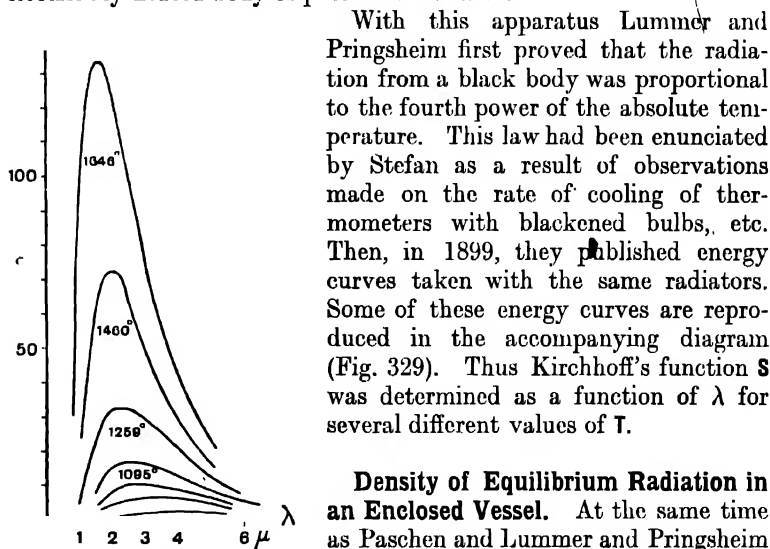 With this apparatus Lummer and
Pringsheim first proved that the radia-
tion from a black body was proportional
to the fourth power of the absolute tem-
perature. This law had been enunciated
by Stefan as a result of observations
made on the rate of cooling of ther-
mometers with blackened bulbs, etc.
Then, in 1899, they published energy
curves taken with the same radiators.
Some of these energy curves are repro-
duced in the accompanying diagram
(Fig. 329). Thus Kirchhoff's function S
was determined as a function of λ for
several different values of T.
100
50
1646°
1460°
1259°
1095°
1 2 3 4 6 μ λ
Density of Equilibrium Radiation in
an Enclosed Vessel. At the same time
as Paschen and Lummer and Pringsheim